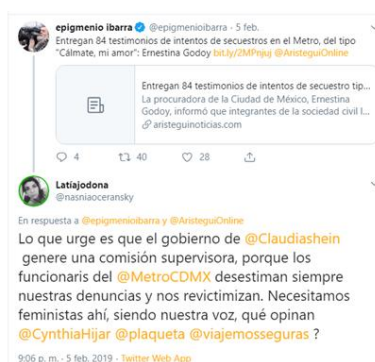 epigmenio ibarra @epigmenioibarra · 5 feb.
Entregan 84 testimonios de intentos de secuestros en el Metro, del tipo
"Cálmate, mi amor": Ernestina Godoy bit.ly/2MPnjuj @AristeguiOnline
Entregan 84 testimonios de intentos de secuestro tip...
La procuradora de la Ciudad de México, Ernestina
Godoy, informó que integrantes de la sociedad civil l...
aristeguinoticias.com
4 40 28
Latíajodona
@nasniaoceransky
En respuesta a @epigmenioibarra y @AristeguiOnline
Lo que urge es que el gobierno de @Claudiashein
genere una comisión supervisora, porque los
funcionaris del @MetroCDMX desestiman siempre
nuestras denuncias y nos revictimizan. Necesitamos
feministas ahí, siendo nuestra voz, qué opinan
@CynthiaHijar @plaqueta @viajemosseguras ?
9:06 p. m. · 5 feb. 2019 · Twitter Web App